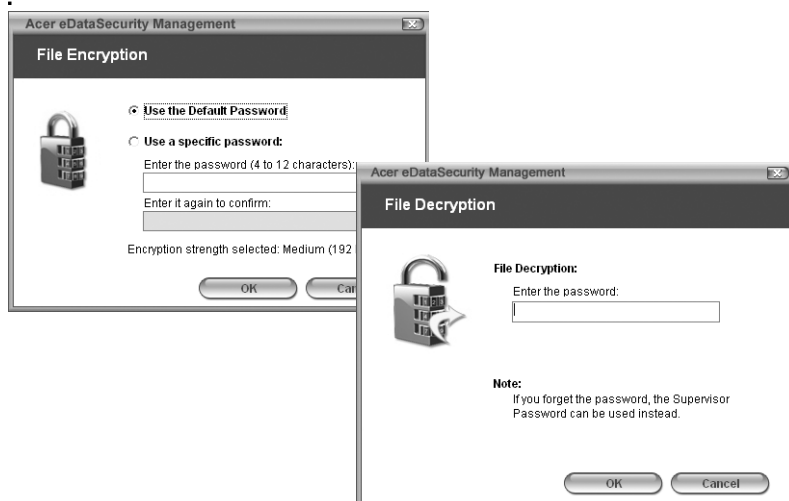 Acer eDataSecurity Management
File Encryption
Use the Default Password
Use a specific password:
Enter the password (4 to 12 characters):
Enter it again to confirm:
Encryption strength selected: Medium (192
OK
Acer eDataSecurity Management
File Decryption
File Decryption:
Enter the password:
Note:
If you forget the password, the Supervisor
Password can be used instead.
OK Cancel